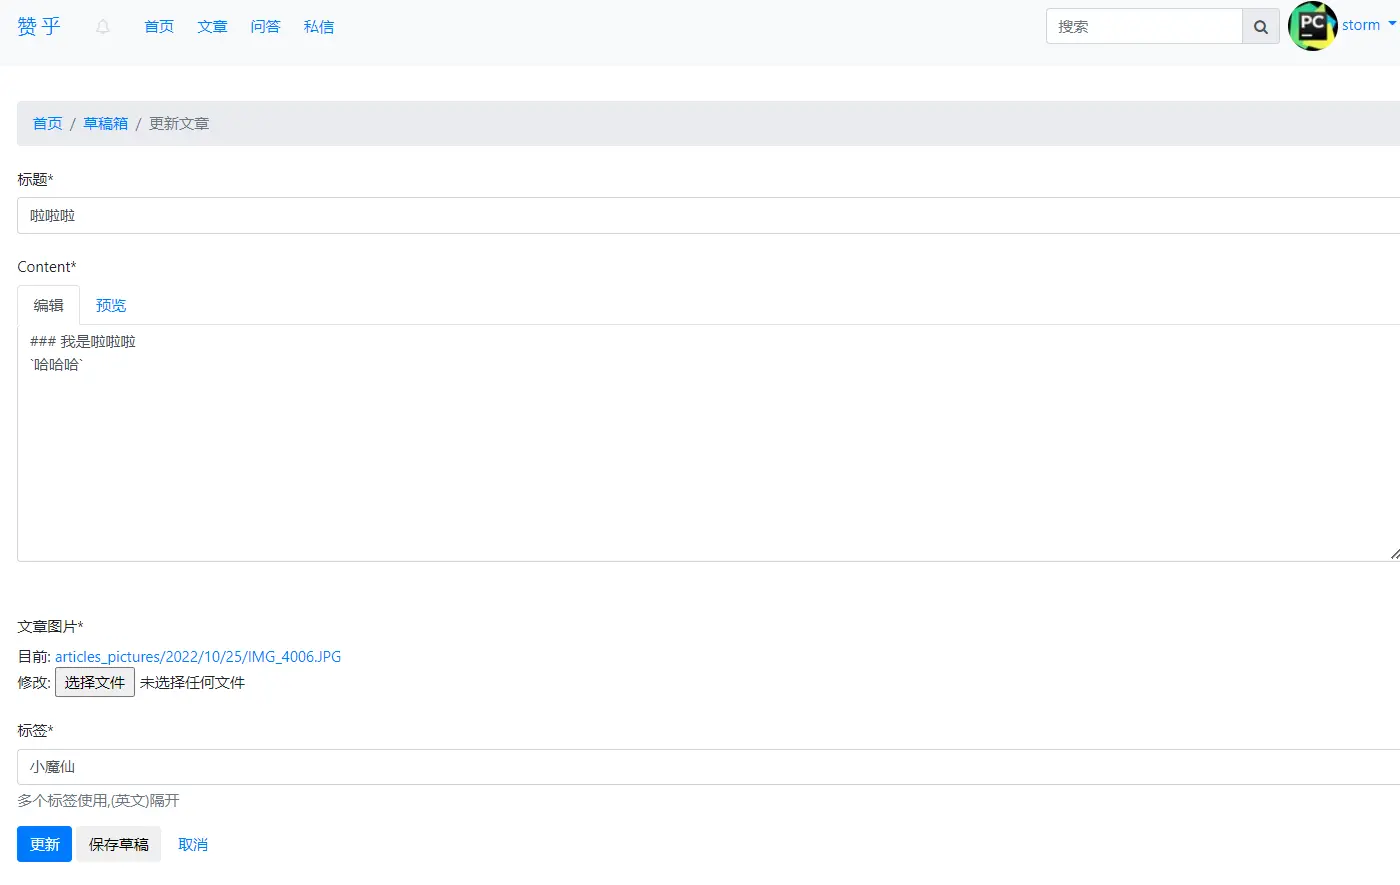 赞 乎 首页 文章 问答 私信 搜索 PC storm
首页 / 草稿箱 / 更新文章
标题*
啦啦啦
Content*
编辑 预览
### 我是啦啦啦
`哈哈哈`
文章图片*
目前: articles_pictures/2022/10/25/IMG_4006.JPG
修改: 选择文件 未选择任何文件
标签*
小魔仙
多个标签使用,(英文)隔开
更新 保存草稿 取消